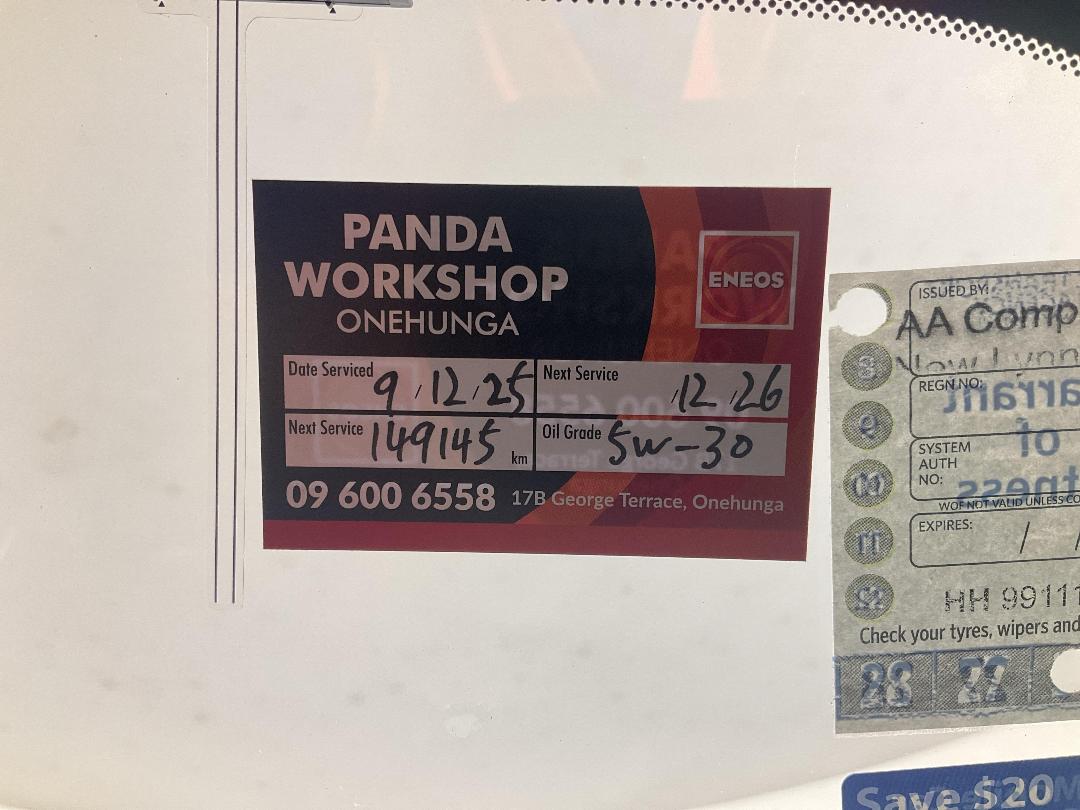 PANDA
WORKSHOP
ONEHUNGA
ENEOS
Date Serviced 9.12.25
Next Service 12.26
Next Service 149145 km
Oil Grade 5W-30
09 600 6558 17B George Terrace, Onehunga
ISSUED BY:
AA Comp
New Lynn
REGN NO:
SYSTEM
AUTH
NO:
WOF NOT VALID UNLESS CO
EXPIRES: / /
HH 9911
Check your tyres, wipers and
Save $20